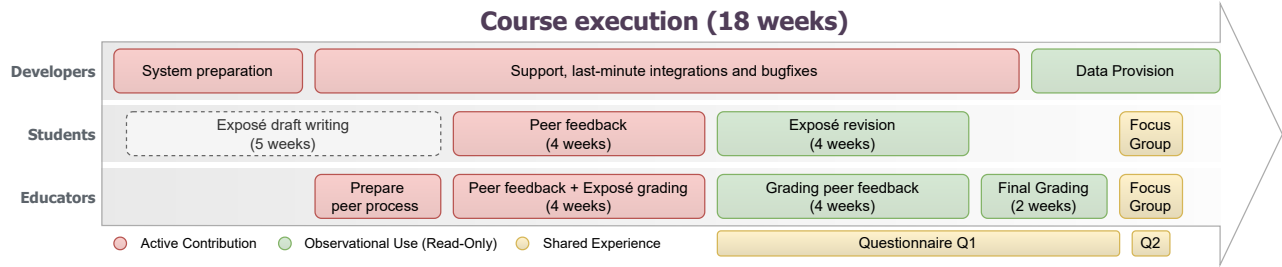 Course execution (18 weeks)
Developers
System preparation
Support, last-minute integrations and bugfixes
Data Provision
Students
Exposé draft writing
(5 weeks)
Peer feedback
(4 weeks)
Exposé revision
(4 weeks)
Focus
Group
Educators
Prepare
peer process
Peer feedback + Exposé grading
(4 weeks)
Grading peer feedback
(4 weeks)
Final Grading
(2 weeks)
Focus
Group
Active Contribution
Observational Use (Read-Only)
Shared Experience
Questionnaire Q1
Q2